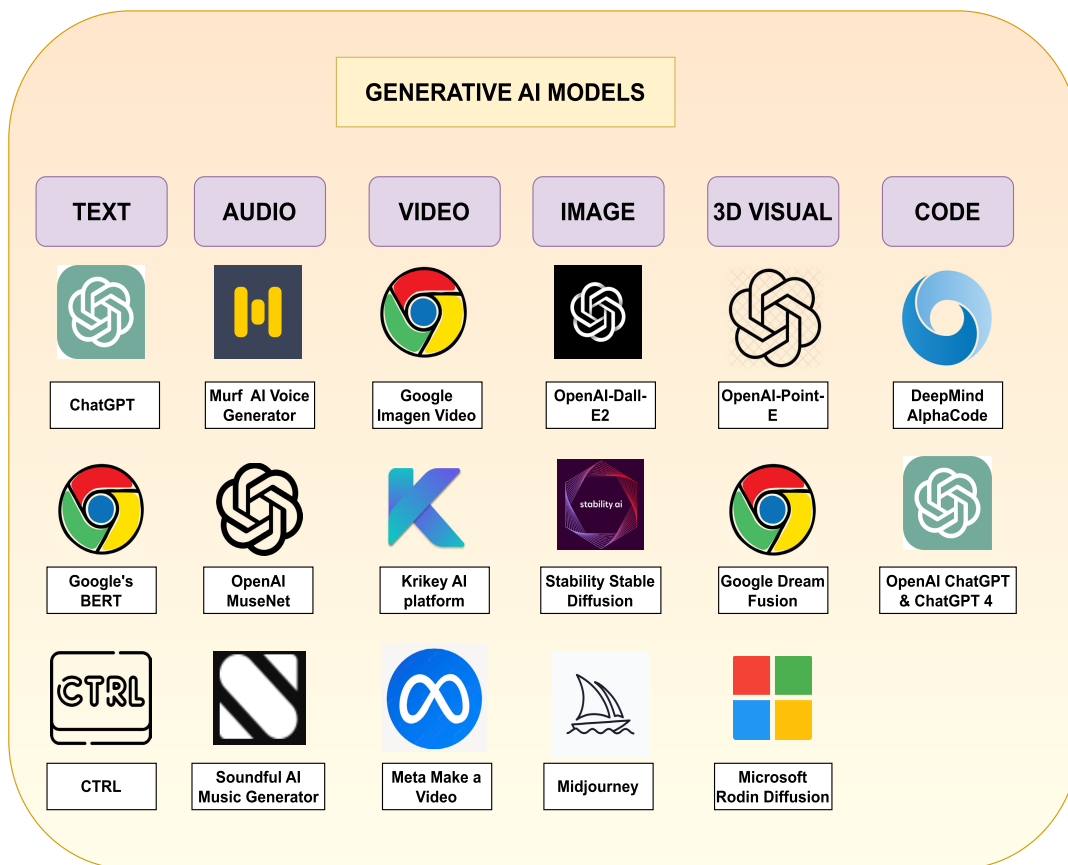 GENERATIVE AI MODELS
TEXT
AUDIO
VIDEO
IMAGE
3D VISUAL
CODE
ChatGPT
Murf AI Voice
Generator
Google
Imagen Video
OpenAI-Dall-
E2
OpenAI-Point-
E
DeepMind
AlphaCode
stability ai
Google's
BERT
OpenAI
MuseNet
Krikey AI
platform
Stability Stable
Diffusion
Google Dream
Fusion
OpenAI ChatGPT
& ChatGPT 4
CTRL
CTRL
Soundful AI
Music Generator
Meta Make a
Video
Midjourney
Microsoft
Rodin Diffusion